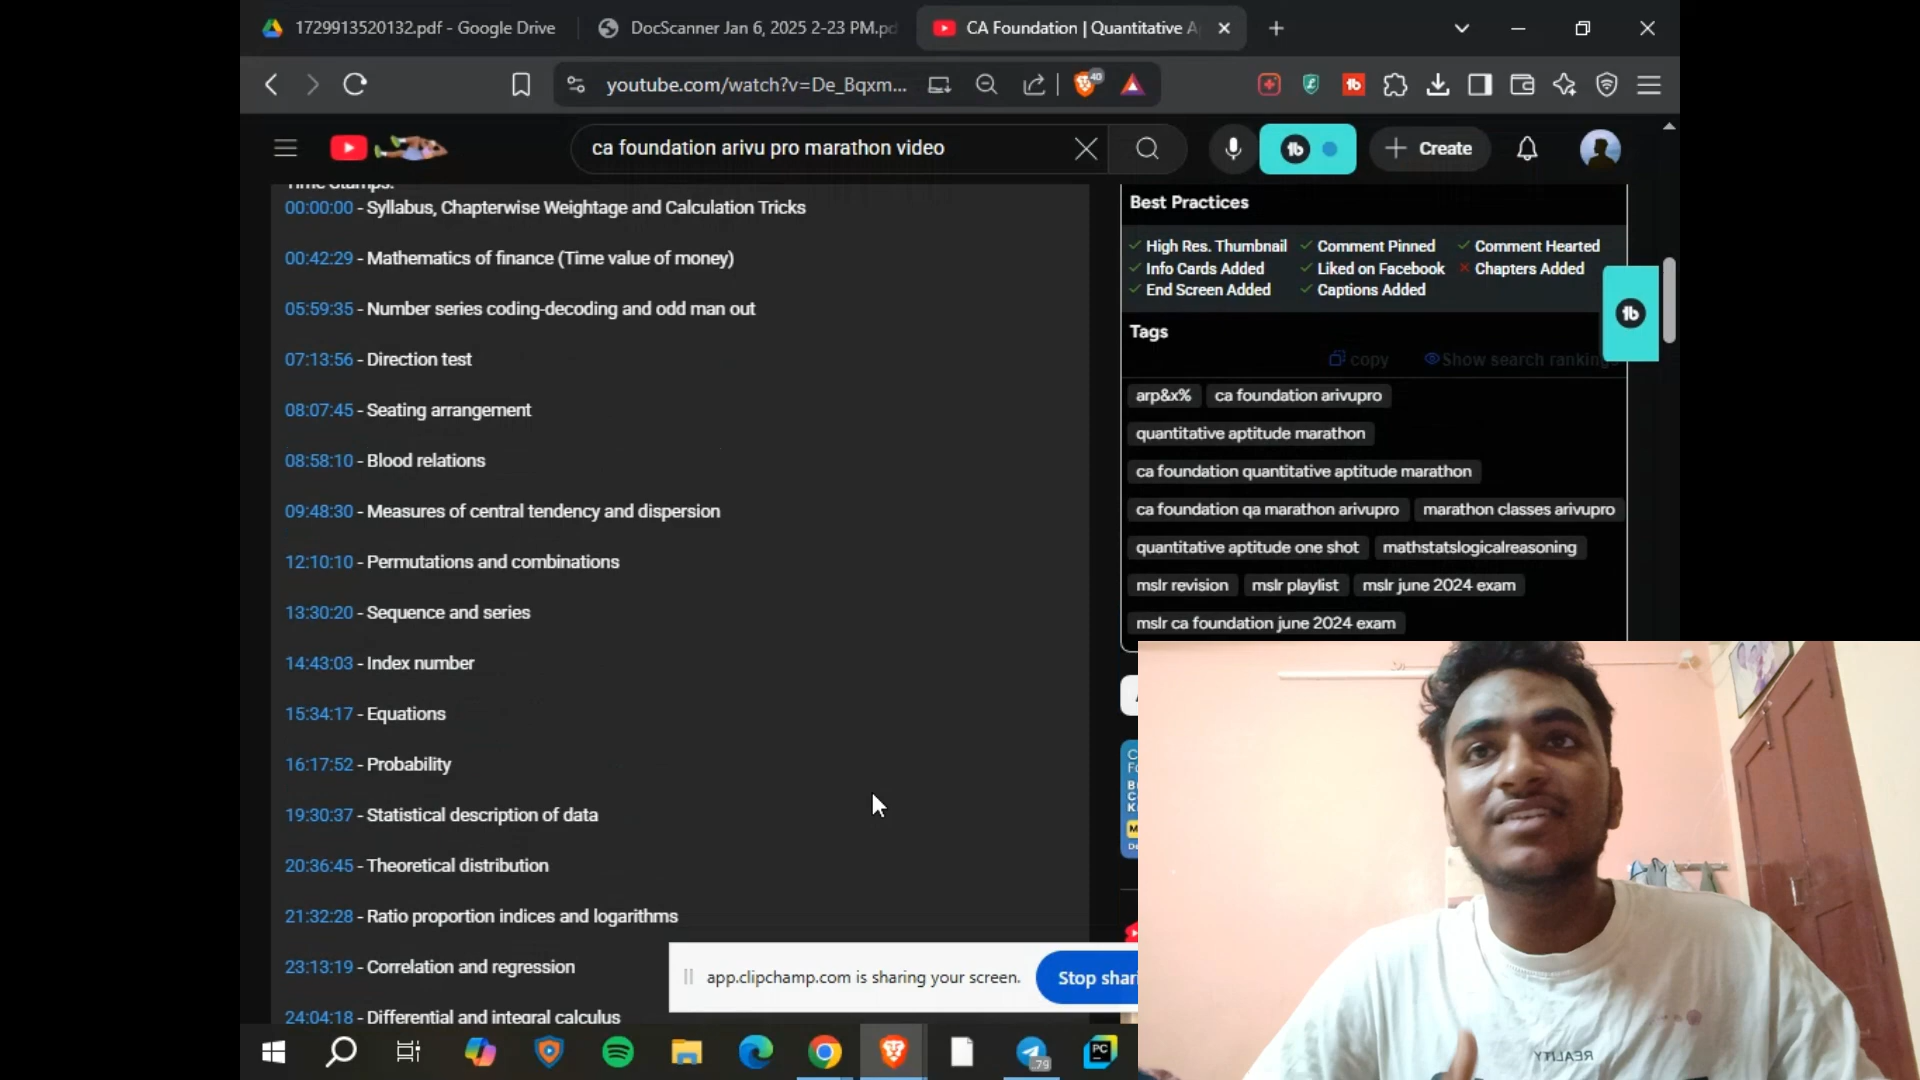 1729913520132.pdf - Google Drive
DocScanner Jan 6, 2025 2-23 PM.pd
CA Foundation | Quantitative A
youtube.com/watch?v=De_Bqxm...
40
ca foundation arivu pro marathon video
Create
Time Stamps:
00:00:00 - Syllabus, Chapterwise Weightage and Calculation Tricks
00:42:29 - Mathematics of finance (Time value of money)
05:59:35 - Number series coding-decoding and odd man out
07:13:56 - Direction test
08:07:45 - Seating arrangement
08:58:10 - Blood relations
09:48:30 - Measures of central tendency and dispersion
12:10:10 - Permutations and combinations
13:30:20 - Sequence and series
14:43:03 - Index number
15:34:17 - Equations
16:17:52 - Probability
19:30:37 - Statistical description of data
20:36:45 - Theoretical distribution
21:32:28 - Ratio proportion indices and logarithms
23:13:19 - Correlation and regression
24:04:18 - Differential and integral calculus
Best Practices
High Res. Thumbnail Comment Pinned Comment Hearted
Info Cards Added Liked on Facebook Chapters Added
End Screen Added Captions Added
Tags
copy Show search rankings
arp&x% ca foundation arivupro
quantitative aptitude marathon
ca foundation quantitative aptitude marathon
ca foundation qa marathon arivupro marathon classes arivupro
quantitative aptitude one shot mathstatslogicalreasoning
mslr revision mslr playlist mslr june 2024 exam
mslr ca foundation june 2024 exam
app.clipchamp.com is sharing your screen.
Stop shari
79
PC
REALITY